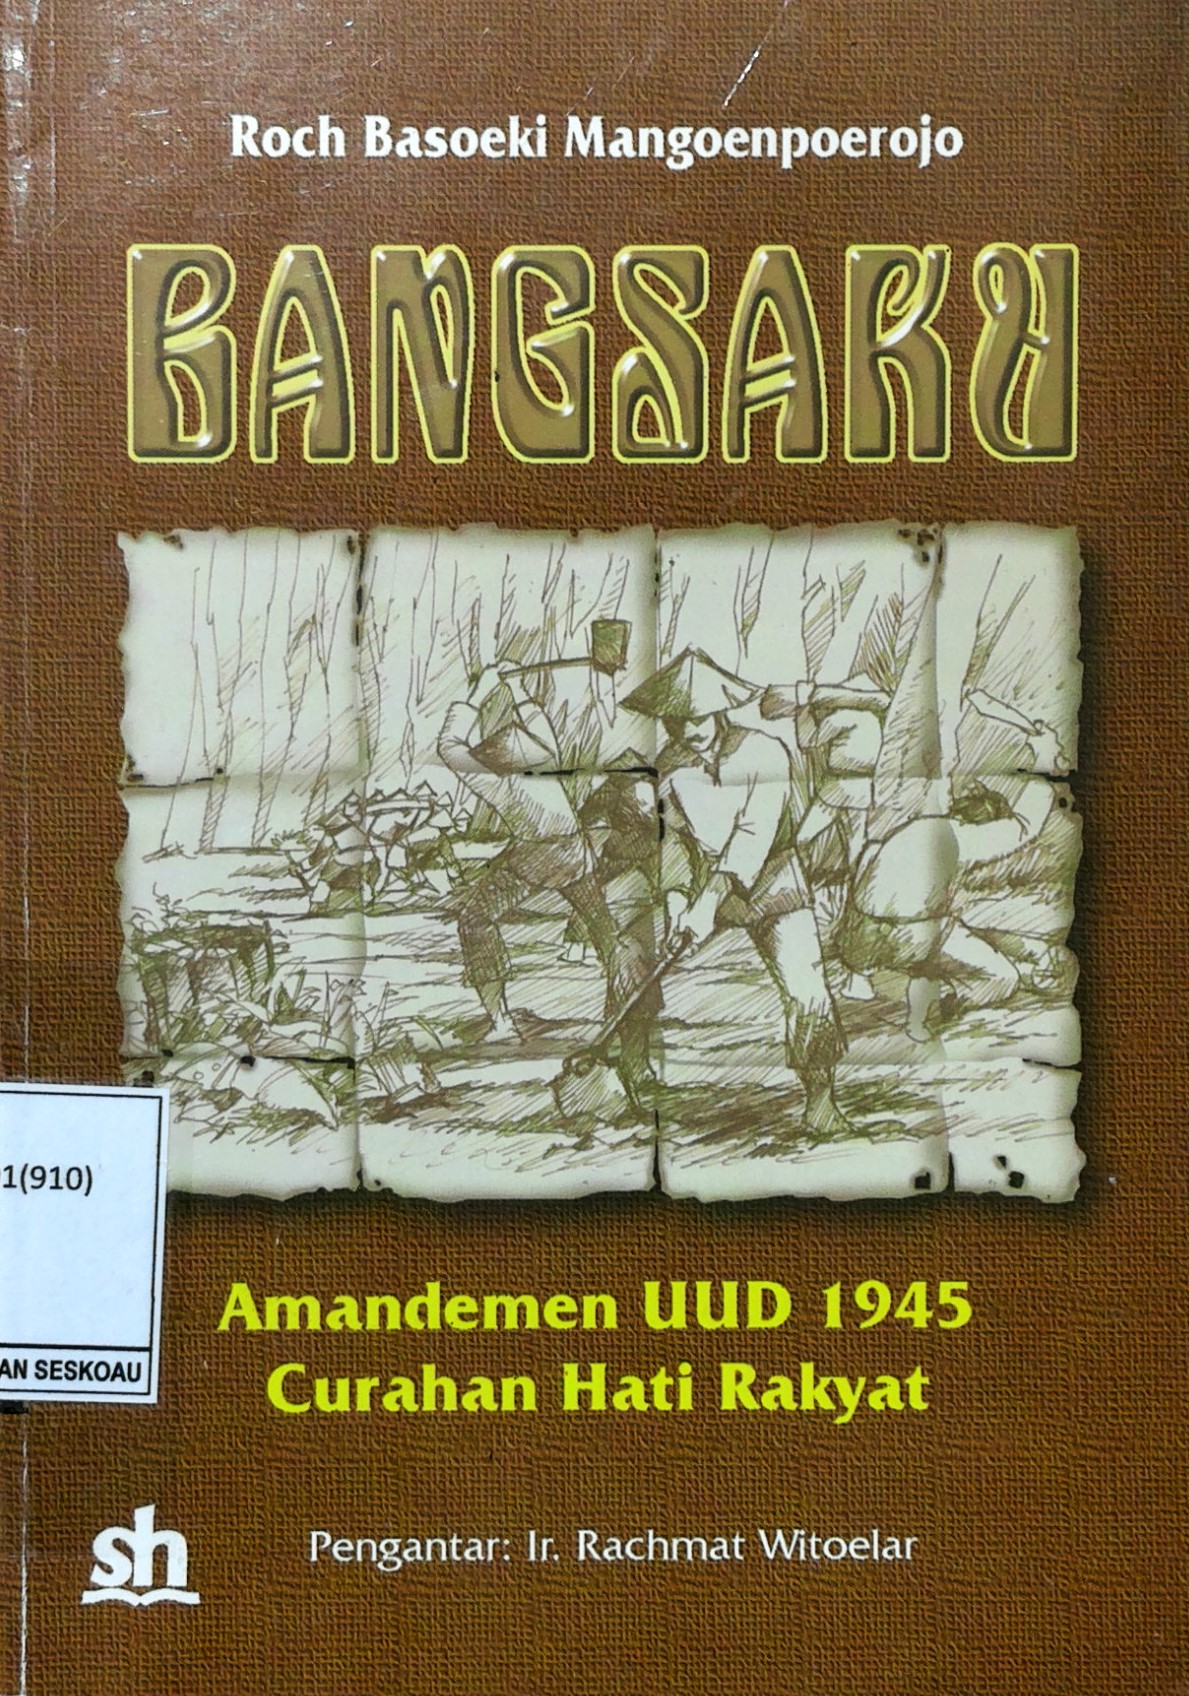 Roch Basoeki Mangoenpoerojo
BANGSAKU
1(910)
AN SESKOAU
Amandemen UUD 1945
Curahan Hati Rakyat
sh
Pengantar: Ir. Rachmat Witoelar